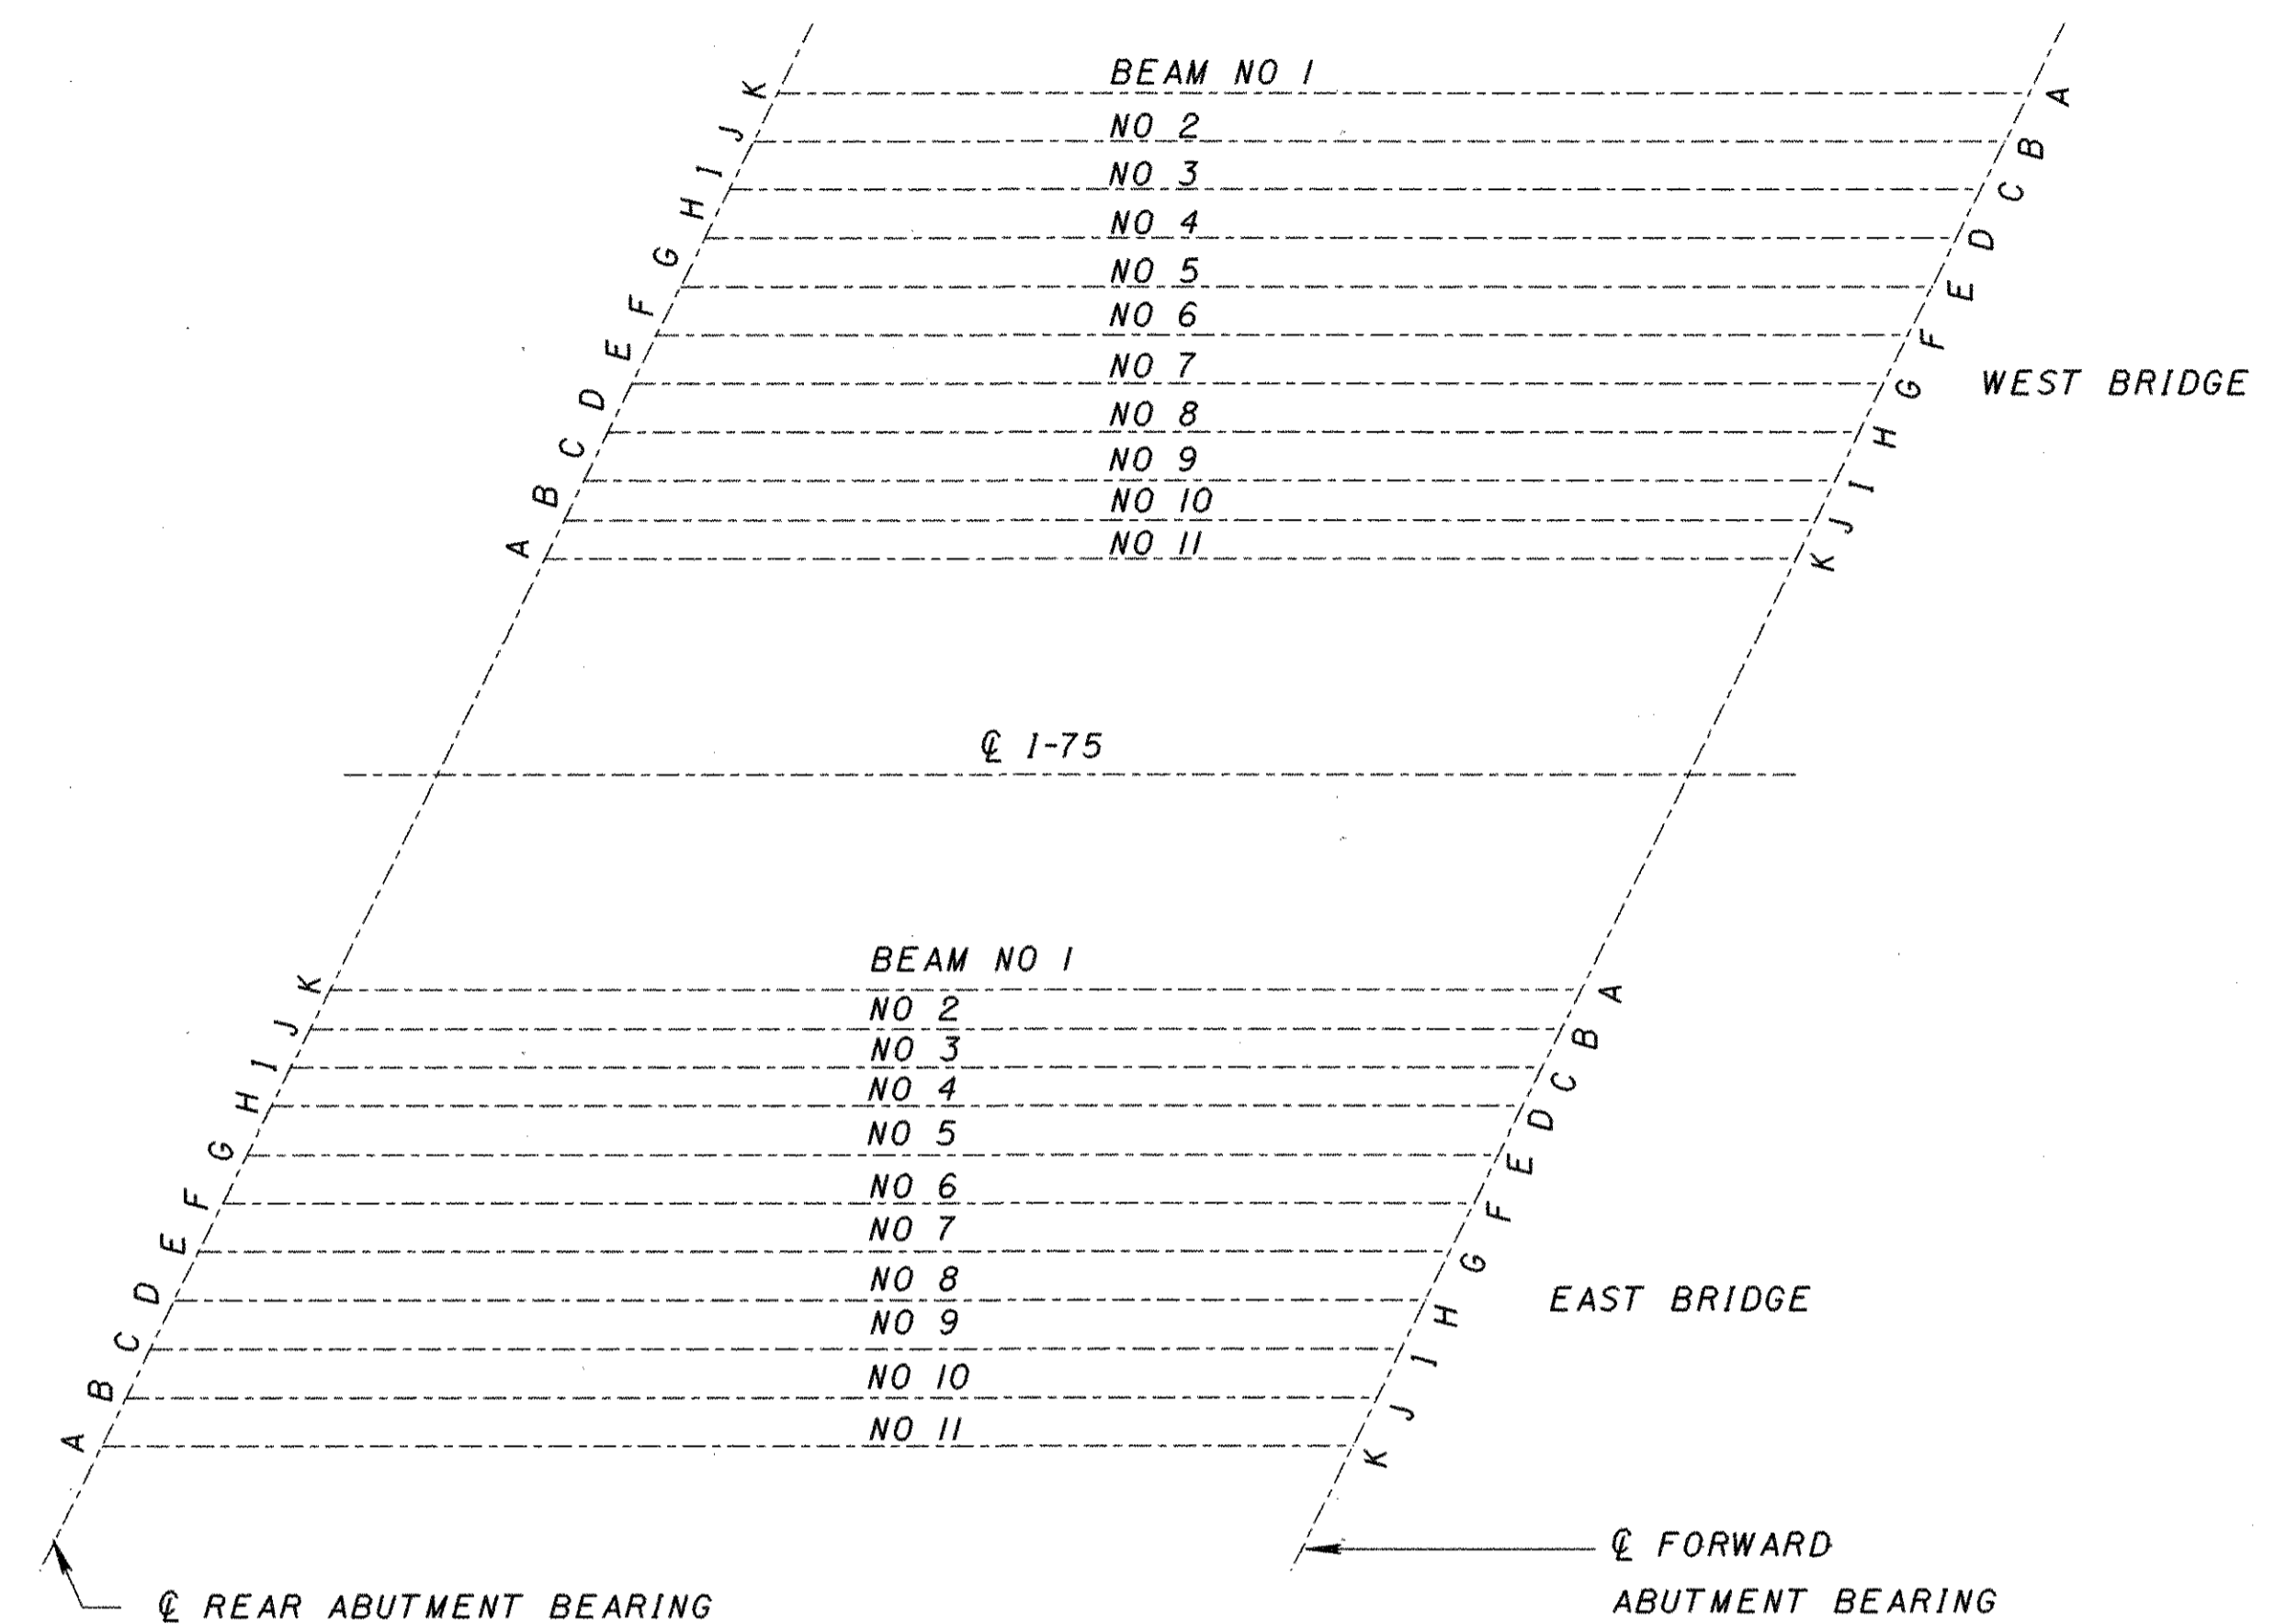 BEAM NO 1
NO 2
NO 3
NO 4
NO 5
NO 6
NO 7
NO 8
NO 9
NO 10
NO 11
K
J
I
H
G
F
E
D
C
B
A
A
B
C
D
E
F
G
H
I
J
K
WEST BRIDGE
℄ I-75
BEAM NO 1
NO 2
NO 3
NO 4
NO 5
NO 6
NO 7
NO 8
NO 9
NO 10
NO 11
K
J
I
H
G
F
E
D
C
B
A
A
B
C
D
E
F
G
H
I
J
K
EAST BRIDGE
℄ REAR ABUTMENT BEARING
℄ FORWARD
ABUTMENT BEARING